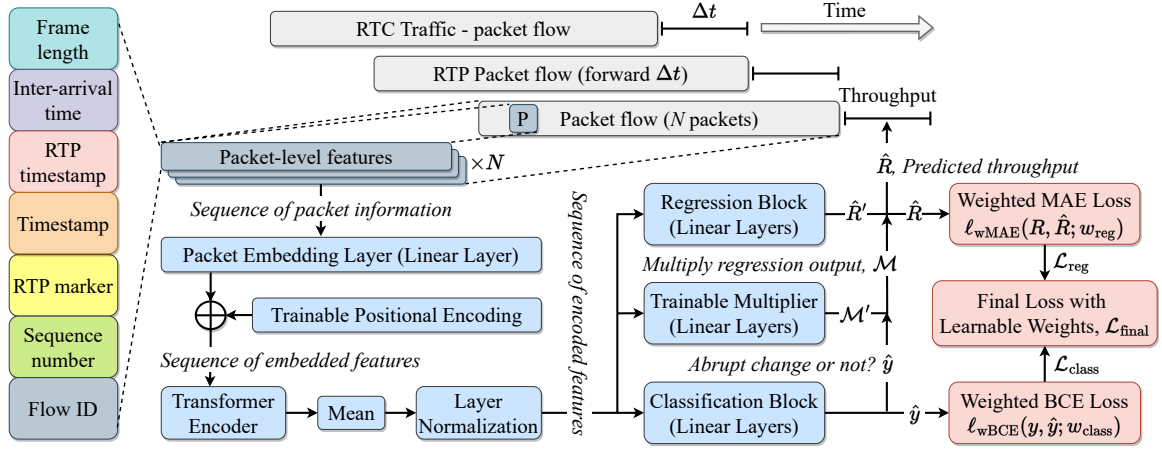 Frame
length
Inter-arrival
time
RTP
timestamp
Timestamp
RTP marker
Sequence
number
Flow ID
RTC Traffic - packet flow
Δt
Time
RTP Packet flow (forward Δt)
P
Packet flow (N packets)
Throughput
Packet-level features
×N
Sequence of packet information
Packet Embedding Layer (Linear Layer)
Trainable Positional Encoding
Sequence of embedded features
Transformer
Encoder
Mean
Layer
Normalization
Sequence of encoded features
R̂, Predicted throughput
Regression Block
(Linear Layers)
R̂′
R̂
Weighted MAE Loss
ℓwMAE(R, R̂; wreg)
Multiply regression output, ℳ
ℒreg
Trainable Multiplier
(Linear Layers)
ℳ′
Final Loss with
Learnable Weights, ℒfinal
Abrupt change or not? ŷ
ℒclass
Classification Block
(Linear Layers)
ŷ
Weighted BCE Loss
ℓwBCE(y, ŷ; wclass)